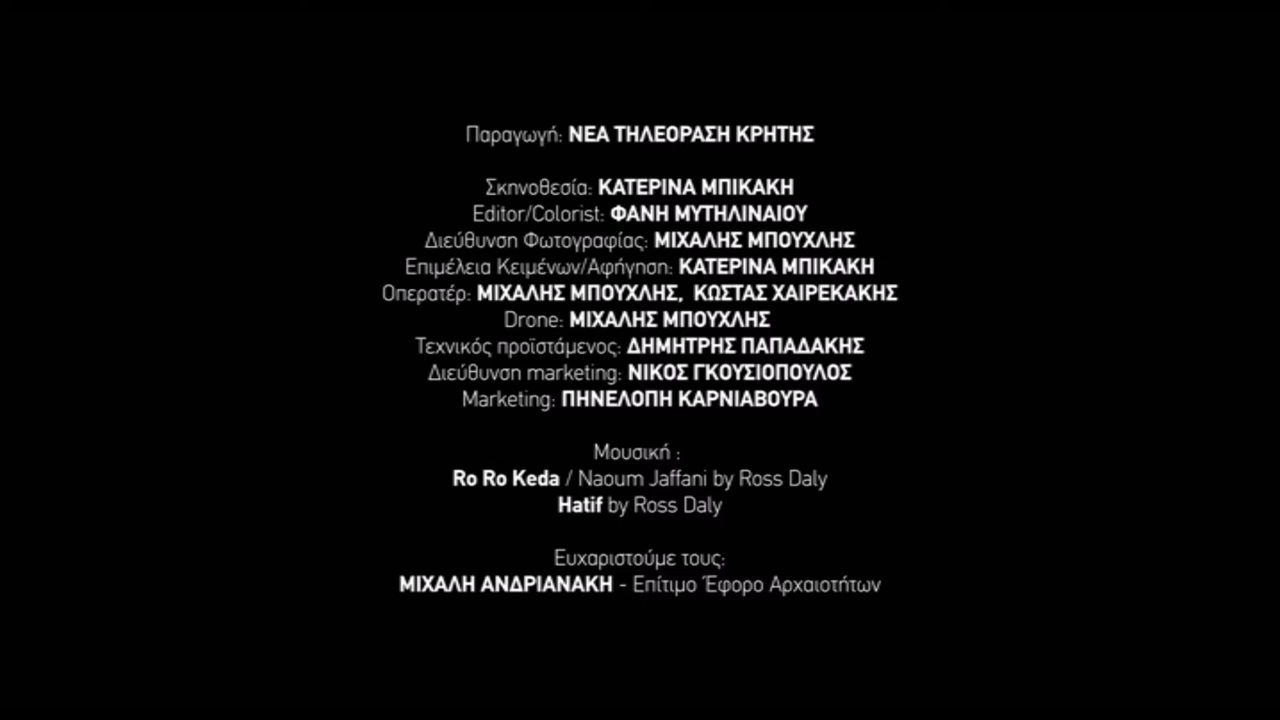 Παραγωγή: ΝΕΑ ΤΗΛΕΟΡΑΣΗ ΚΡΗΤΗΣ
Σκηνοθεσία: ΚΑΤΕΡΙΝΑ ΜΠΙΚΑΚΗ
Editor/Colorist: ΦΑΝΗ ΜΥΤΗΛΙΝΑΙΟΥ
Διεύθυνση Φωτογραφίας: ΜΙΧΑΛΗΣ ΜΠΟΥΧΛΗΣ
Επιμέλεια Κειμένων/Αφήγηση: ΚΑΤΕΡΙΝΑ ΜΠΙΚΑΚΗ
Οπερατέρ: ΜΙΧΑΛΗΣ ΜΠΟΥΧΛΗΣ, ΚΩΣΤΑΣ ΧΑΙΡΕΚΑΚΗΣ
Drone: ΜΙΧΑΛΗΣ ΜΠΟΥΧΛΗΣ
Τεχνικός προϊστάμενος: ΔΗΜΗΤΡΗΣ ΠΑΠΑΔΑΚΗΣ
Διεύθυνση marketing: ΝΙΚΟΣ ΓΚΟΥΣΙΟΠΟΥΛΟΣ
Marketing: ΠΗΝΕΛΟΠΗ ΚΑΡΝΙΑΒΟΥΡΑ
Μουσική :
Ro Ro Keda / Naoum Jaffani by Ross Daly
Hatif by Ross Daly
Ευχαριστούμε τους:
ΜΙΧΑΛΗ ΑΝΔΡΙΑΝΑΚΗ - Επίτιμο Έφορο Αρχαιοτήτων